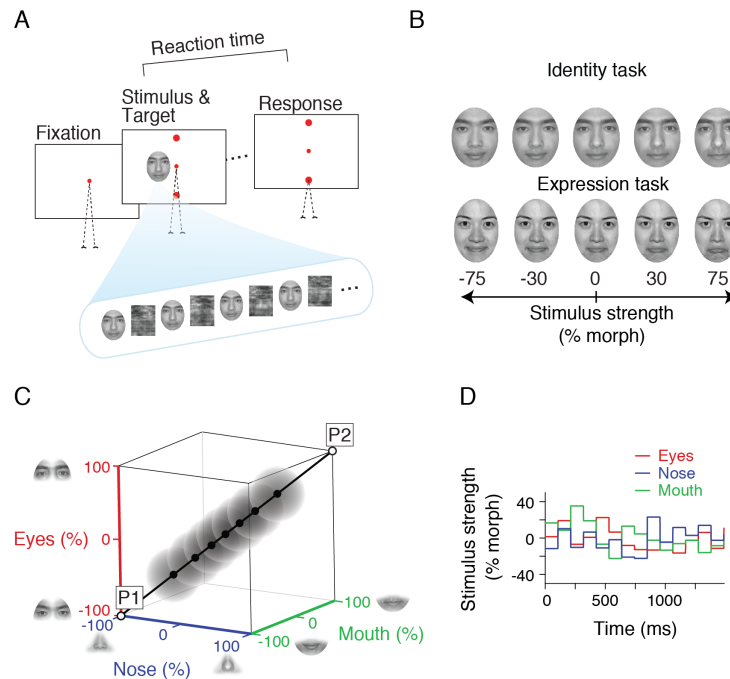 A
Reaction time
Stimulus &
Target
Response
Fixation
B
Identity task
Expression task
-75 -30 0 30 75
Stimulus strength
(% morph)
C
P2
100
Eyes (%)
0
P1
-100
-100
0
100
Nose (%)
100
0
Mouth (%)
-100
D
Eyes
Nose
Mouth
Stimulus strength
(% morph)
40
0
-40
0 500 1000
Time (ms)